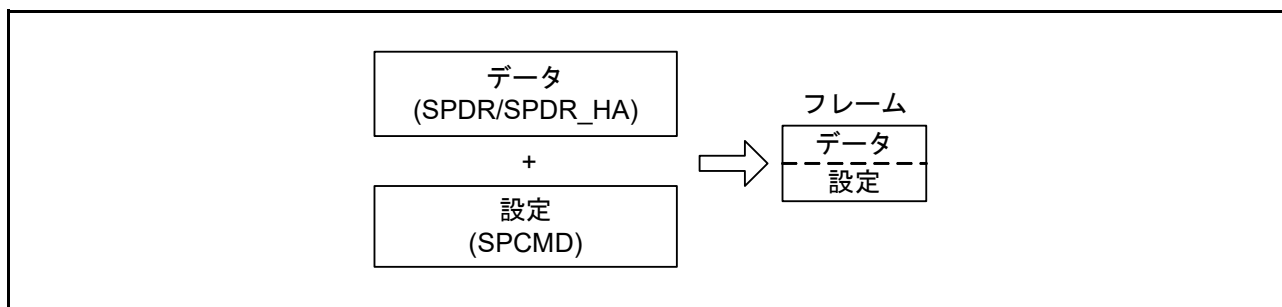 データ
(SPDR/SPDR_HA)
+
設定
(SPCMD)
フレーム
データ
設定